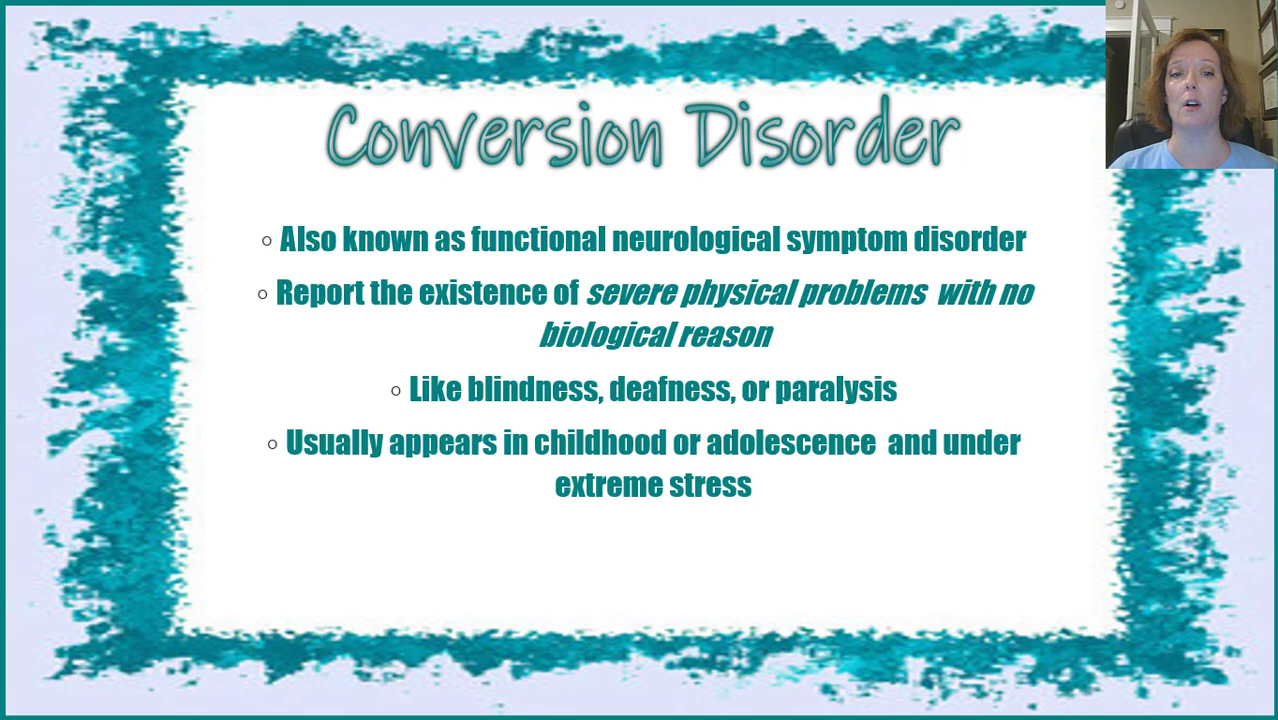 Conversion Disorder
◦ Also known as functional neurological symptom disorder
◦ Report the existence of severe physical problems with no
biological reason
◦ Like blindness, deafness, or paralysis
◦ Usually appears in childhood or adolescence and under
extreme stress